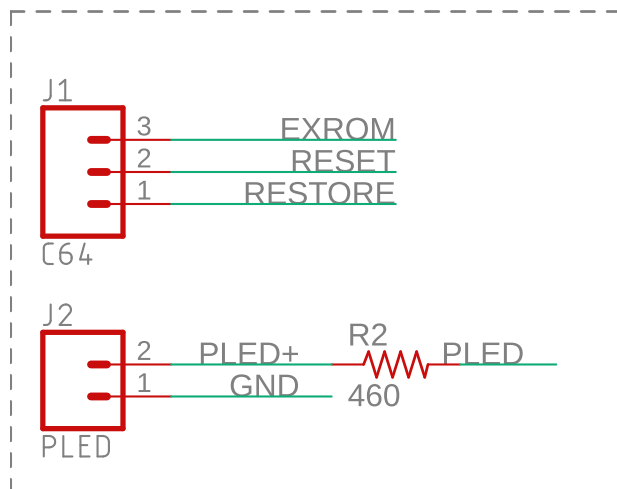 J1
3 EXROM
2 RESET
1 RESTORE
C64
J2
R2
2 PLED+ PLED
1 GND 460
PLED